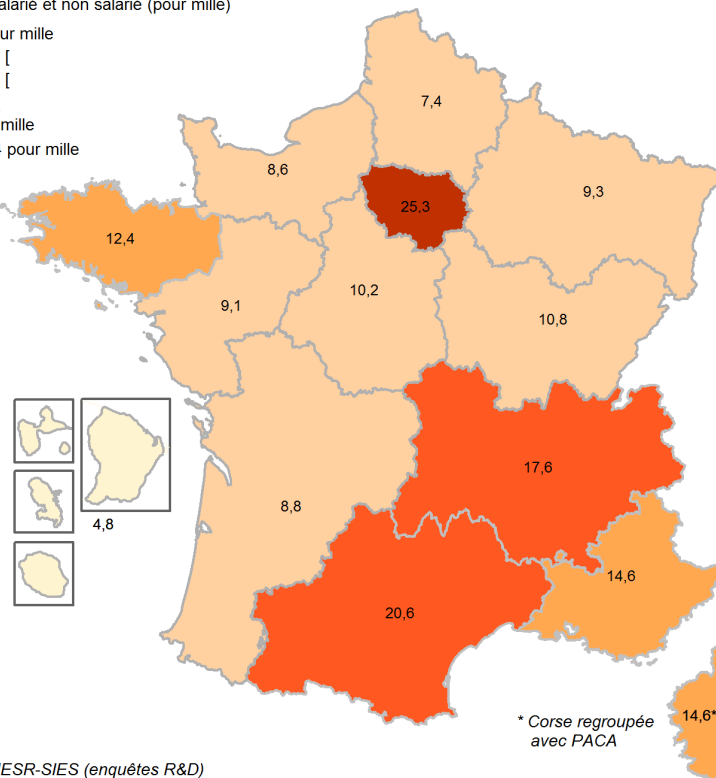 alarié et non salarié (pour mille)
ur mille
[
[
mille
pour mille
7,4
8,6
9,3
25,3
12,4
10,2
9,1
10,8
17,6
8,8
4,8
14,6
20,6
14,6*
* Corse regroupée
avec PACA
ESR-SIES (enquêtes R&D)